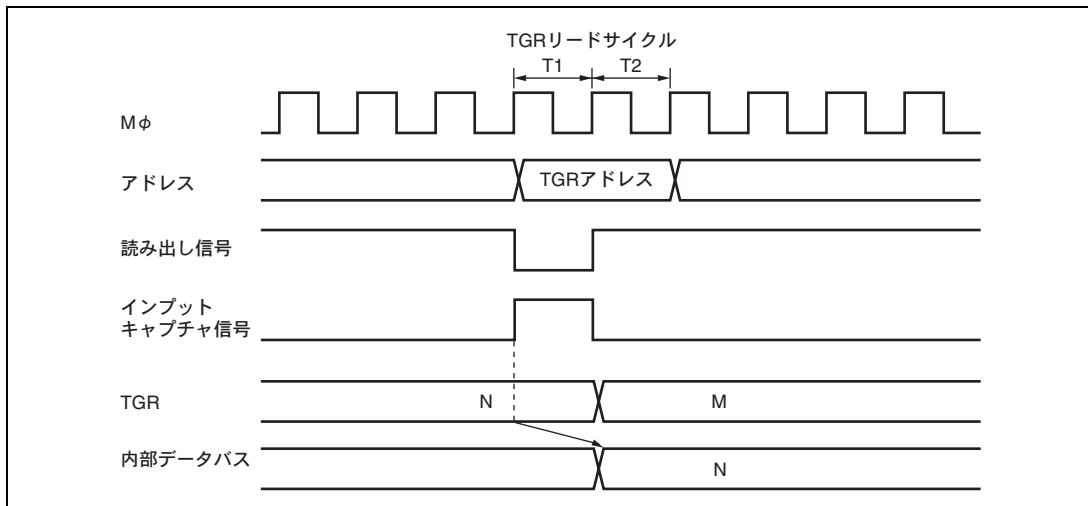 TGRリードサイクル
T1 T2
Mφ
アドレス TGRアドレス
読み出し信号
インプット
キャプチャ信号
TGR N M
内部データバス N